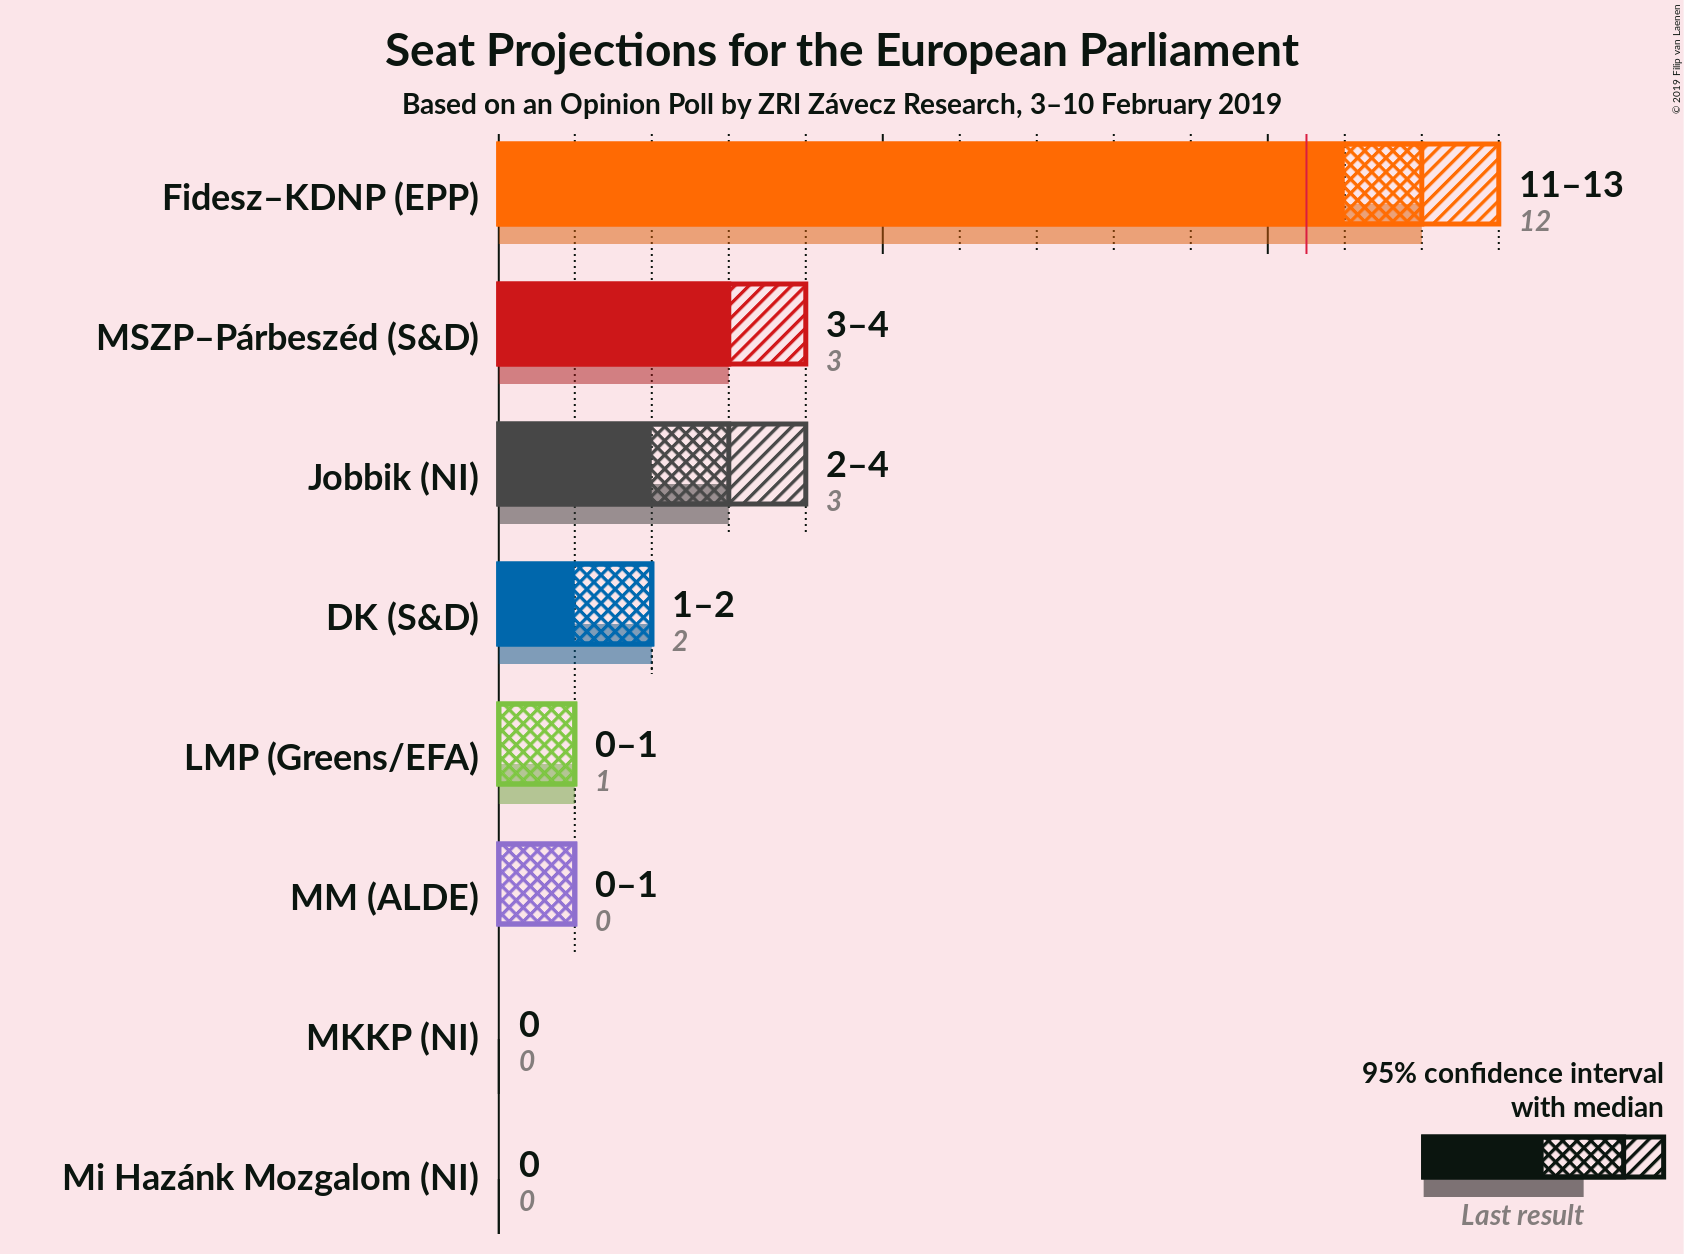 Seat Projections for the European Parliament
Based on an Opinion Poll by ZRI Závecz Research, 3–10 February 2019
© 2019 Filip van Laenen
Fidesz–KDNP (EPP)
11–13
12
MSZP–Párbeszéd (S&D)
3–4
3
Jobbik (NI)
2–4
3
DK (S&D)
1–2
2
LMP (Greens/EFA)
0–1
1
MM (ALDE)
0–1
0
MKKP (NI)
0
0
Mi Hazánk Mozgalom (NI)
0
0
95% confidence interval
with median
Last result